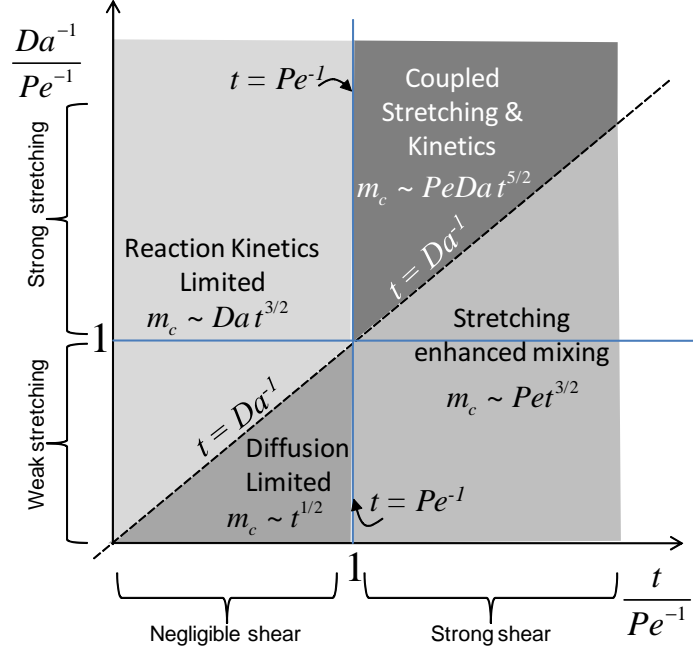 Da⁻¹
Pe⁻¹
Strong stretching
Weak stretching
1
t = Pe⁻¹
Coupled
Stretching &
Kinetics
m_c ~ PeDa t^{5/2}
t = Da⁻¹
Reaction Kinetics
Limited
m_c ~ Da t^{3/2}
Stretching
enhanced mixing
m_c ~ Pet^{3/2}
t = Da⁻¹
Diffusion
Limited
m_c ~ t^{1/2}
t = Pe⁻¹
1
t
Pe⁻¹
Negligible shear
Strong shear